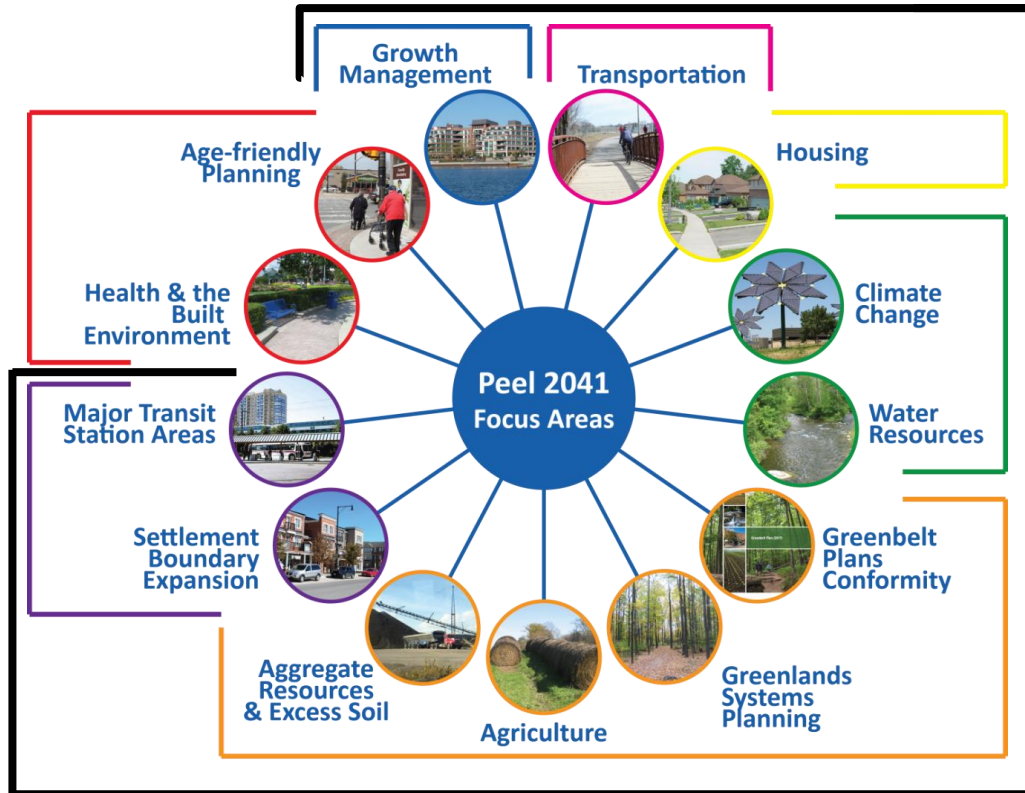 Growth
Management
Transportation
Age-friendly
Planning
Housing
Health & the
Built
Environment
Climate
Change
Peel 2041
Focus Areas
Major Transit
Station Areas
Water
Resources
Settlement
Boundary
Expansion
Greenbelt
Plans
Conformity
Aggregate
Resources
& Excess Soil
Agriculture
Greenlands
Systems
Planning